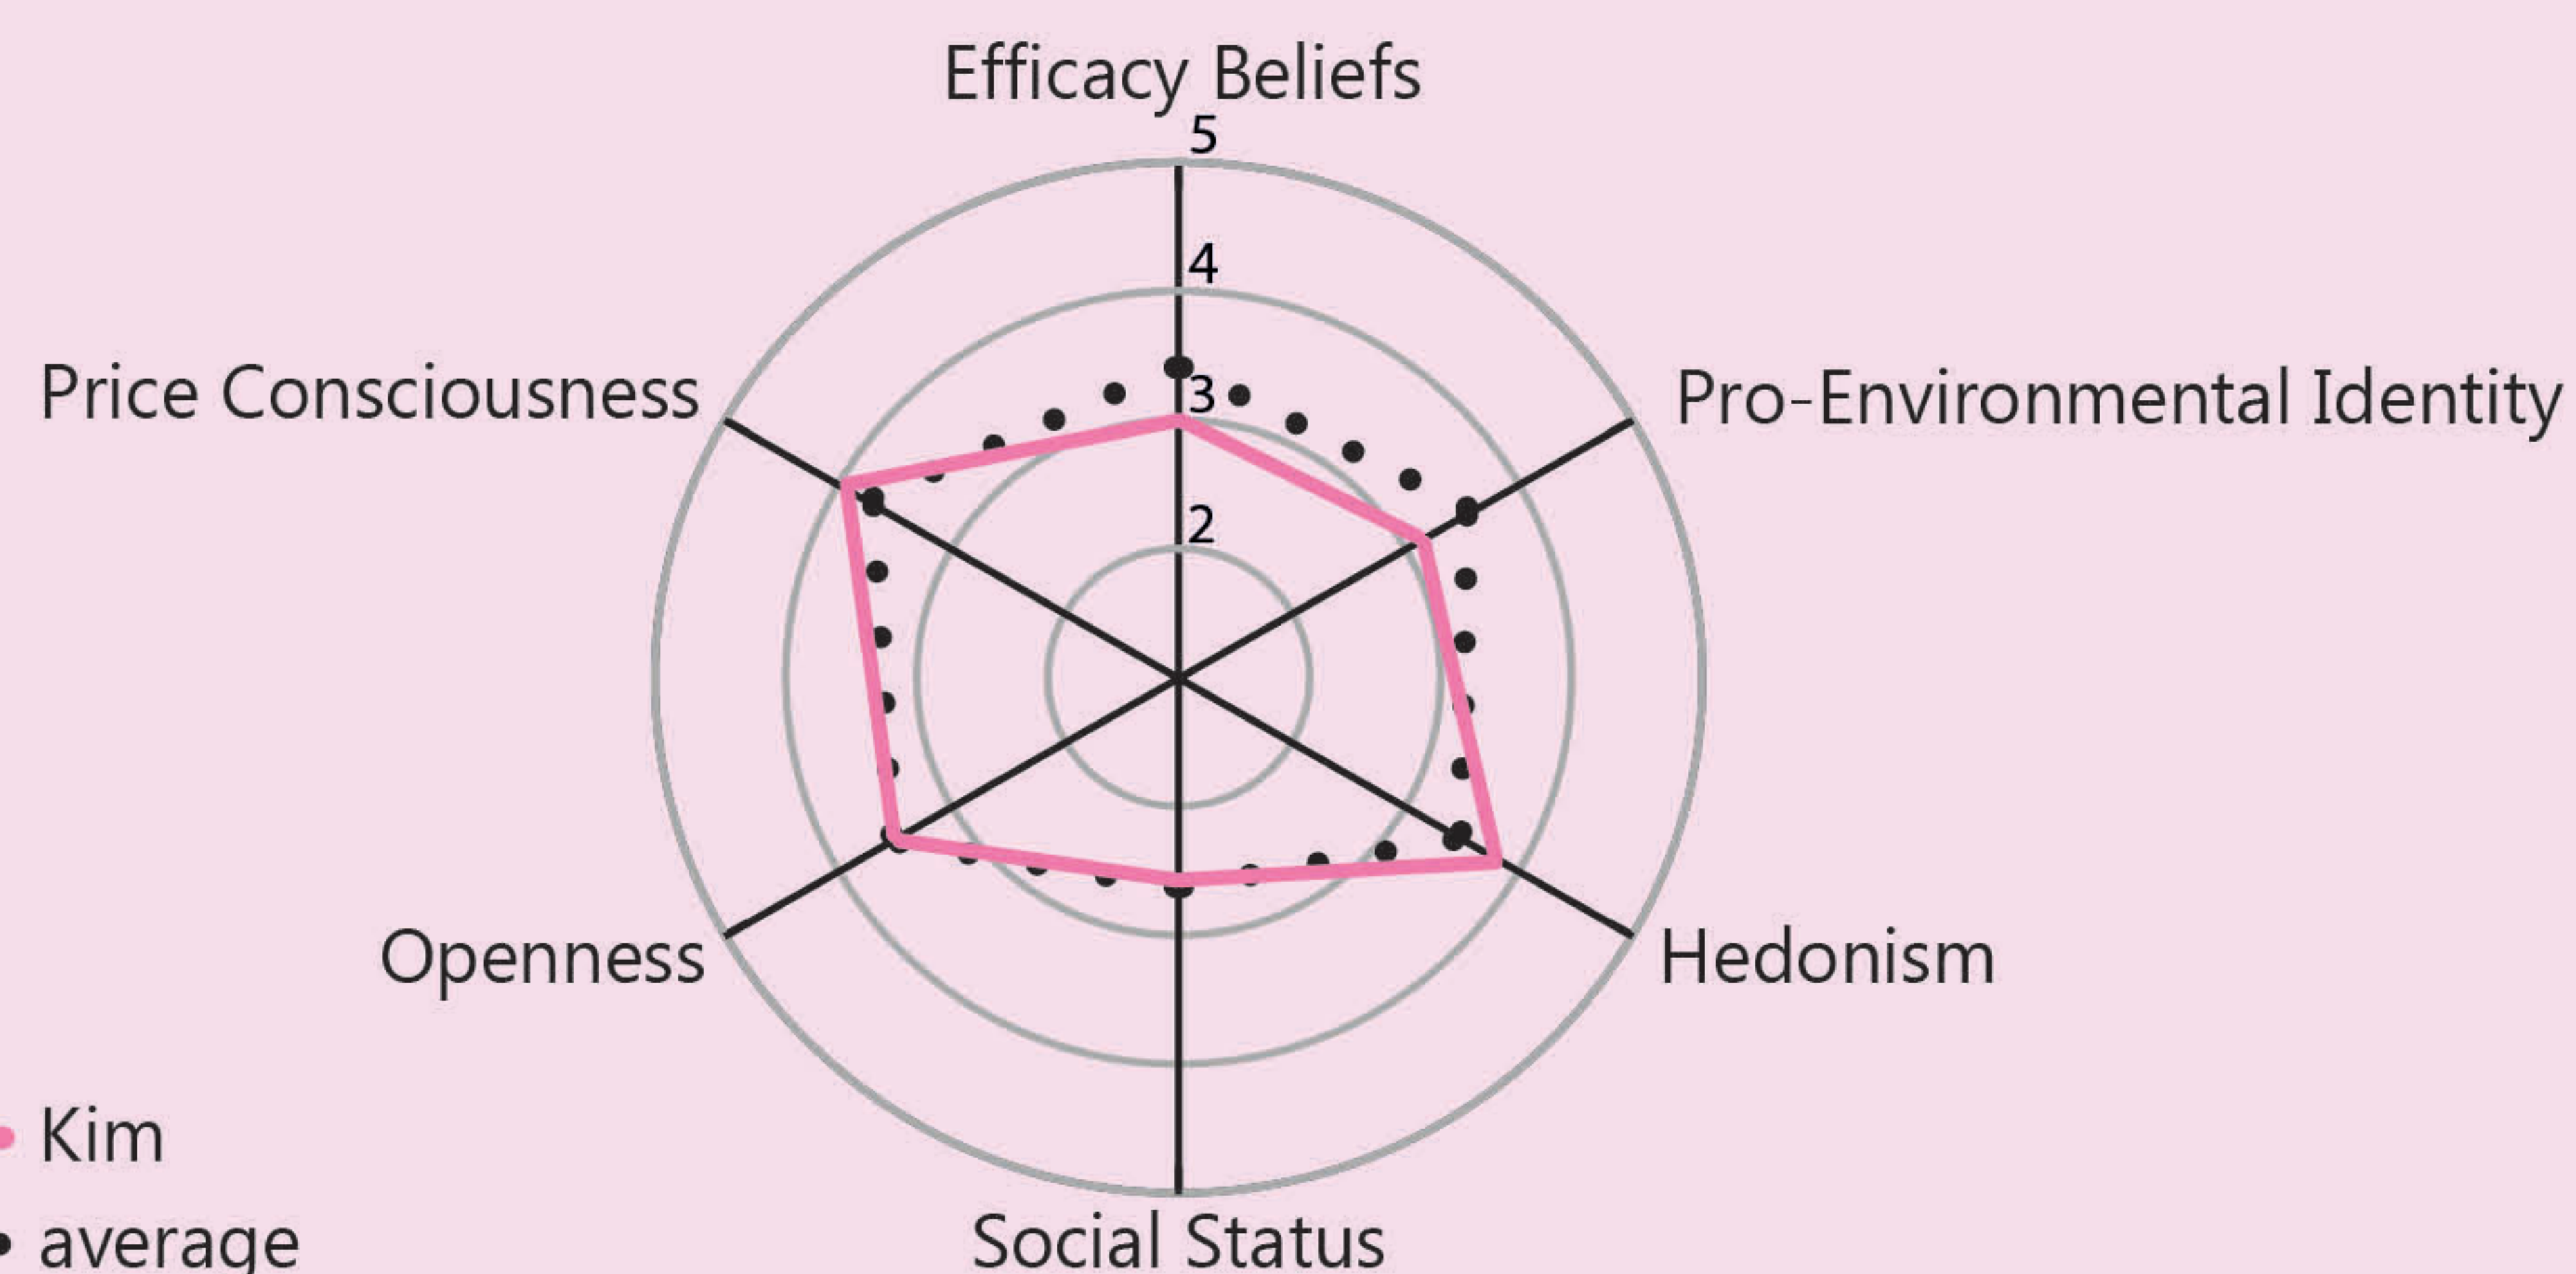 Efficacy Beliefs
5
4
Price Consciousness
3
Pro-Environmental Identity
2
Openness
Hedonism
Kim
average
Social Status